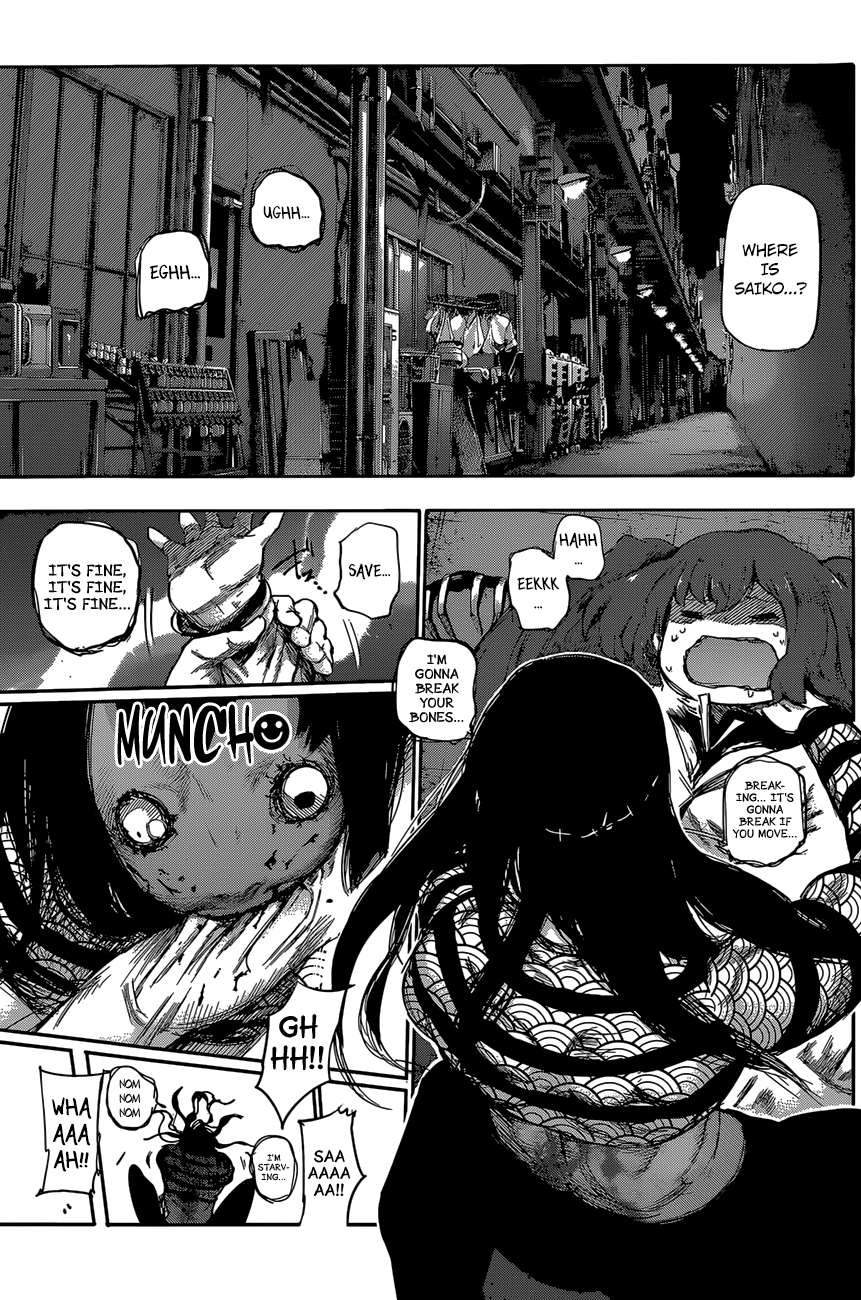 WHERE
IS
SAIKO...?
UGHH...
EGHH...
HAHH
...
EEKKK
...
I'M
GONNA
BREAK
YOUR
BONES...
BREAK-
ING... IT'S
GONNA
BREAK IF
YOU MOVE...
SAVE...
IT'S FINE,
IT'S FINE,
IT'S FINE...
MUNCH
GH
HH!!
SAA
AAAAA
AA!!
I'M
STARV-
ING...
NOM
NOM
NOM
WHA
AAAA
AH!!